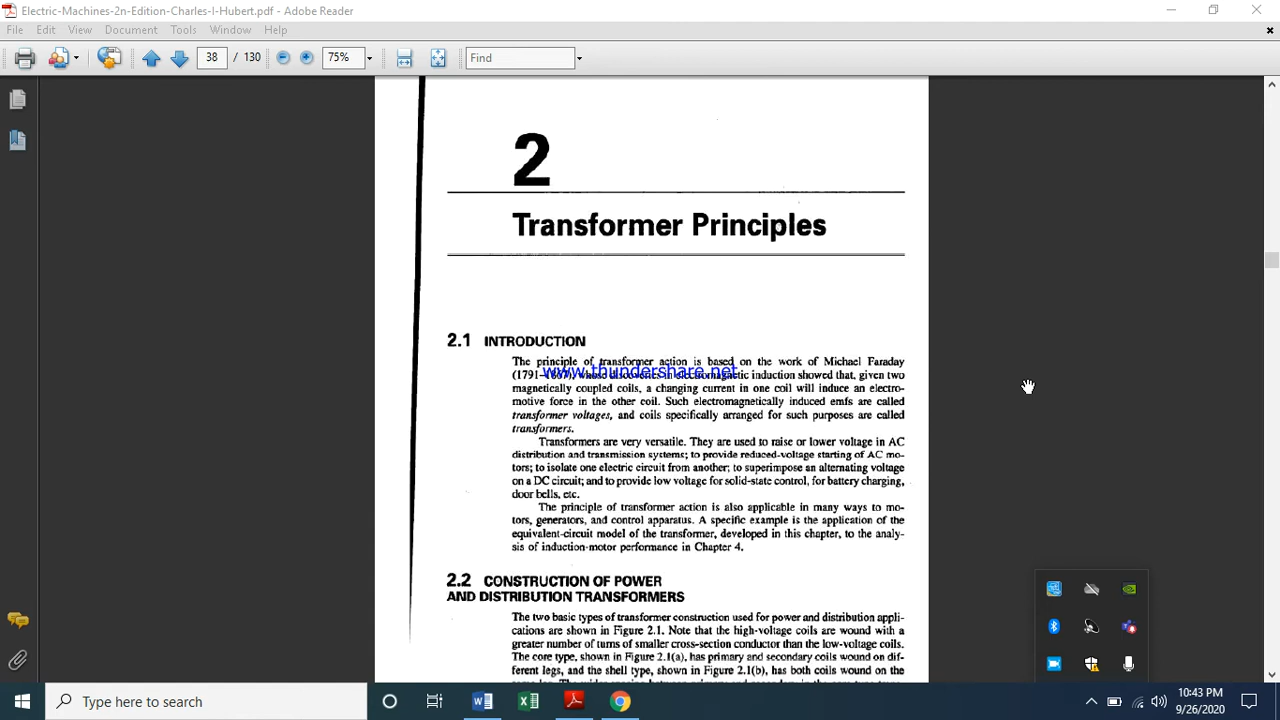 Electric-Machines-2n-Edition-Charles-I-Hubert.pdf - Adobe Reader
File Edit View Document Tools Window Help
38 / 130 75% Find
2
Transformer Principles
2.1 INTRODUCTION
The principle of transformer action is based on the work of Michael Faraday
www.thundershare.net
(1791–1867), whose discoveries in electromagnetic induction showed that, given two
magnetically coupled coils, a changing current in one coil will induce an electro-
motive force in the other coil. Such electromagnetically induced emfs are called
transformer voltages, and coils specifically arranged for such purposes are called
transformers.
Transformers are very versatile. They are used to raise or lower voltage in AC
distribution and transmission systems; to provide reduced-voltage starting of AC mo-
tors; to isolate one electric circuit from another; to superimpose an alternating voltage
on a DC circuit; and to provide low voltage for solid-state control, for battery charging,
door bells, etc.
The principle of transformer action is also applicable in many ways to mo-
tors, generators, and control apparatus. A specific example is the application of the
equivalent-circuit model of the transformer, developed in this chapter, to the analy-
sis of induction-motor performance in Chapter 4.
2.2 CONSTRUCTION OF POWER
AND DISTRIBUTION TRANSFORMERS
The two basic types of transformer construction used for power and distribution appli-
cations are shown in Figure 2.1. Note that the high-voltage coils are wound with a
greater number of turns of smaller cross-section conductor than the low-voltage coils.
The core type, shown in Figure 2.1(a), has primary and secondary coils wound on dif-
ferent legs, and the shell type, shown in Figure 2.1(b), has both coils wound on the
Type here to search
10:43 PM
9/26/2020